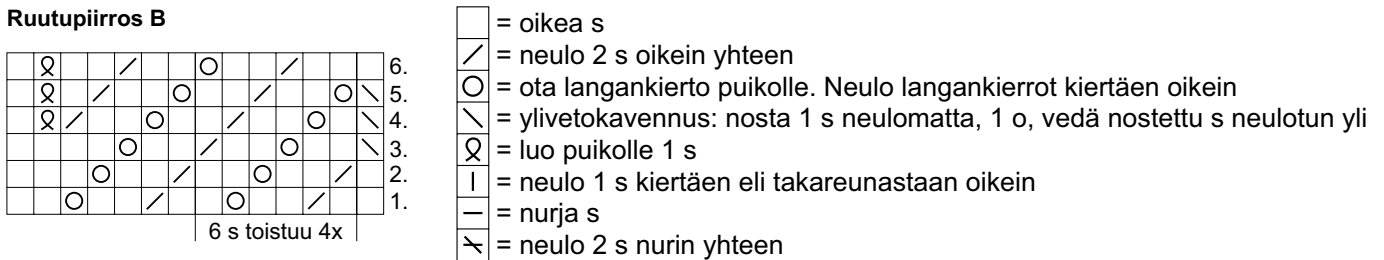 Ruutupiirros B
6.
5.
4.
3.
2.
1.
6 s toistuu 4x
= oikea s
= neulo 2 s oikein yhteen
= ota langankierto puikolle. Neulo langankierrot kiertäen oikein
= ylivetokavennus: nosta 1 s neulomatta, 1 o, vedä nostettu s neulotun yli
= luo puikolle 1 s
= neulo 1 s kiertäen eli takareunastaan oikein
= nurja s
= neulo 2 s nurin yhteen